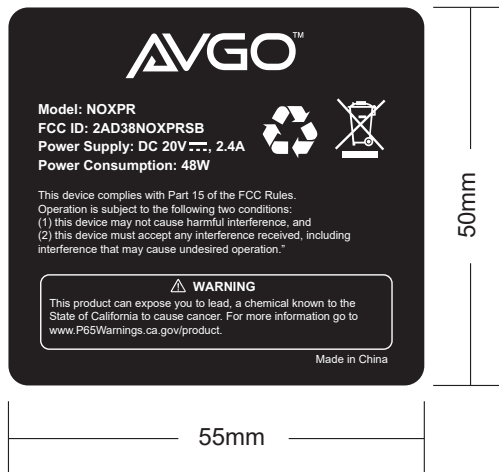 AVGO™
Model: NOXPR
FCC ID: 2AD38NOXPRSB
Power Supply: DC 20V⎓, 2.4A
Power Consumption: 48W
This device complies with Part 15 of the FCC Rules.
Operation is subject to the following two conditions:
(1) this device may not cause harmful interference, and
(2) this device must accept any interference received, including
interference that may cause undesired operation.”
⚠ WARNING
This product can expose you to lead, a chemical known to the
State of California to cause cancer. For more information go to
www.P65Warnings.ca.gov/product.
Made in China
50mm
55mm